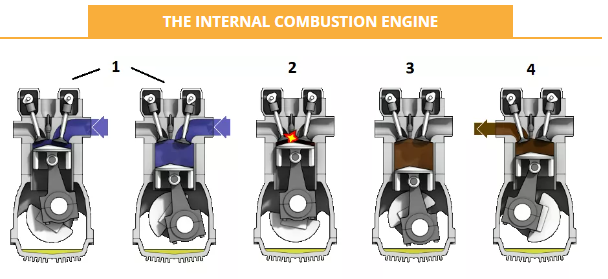 THE INTERNAL COMBUSTION ENGINE
1 2 3 4